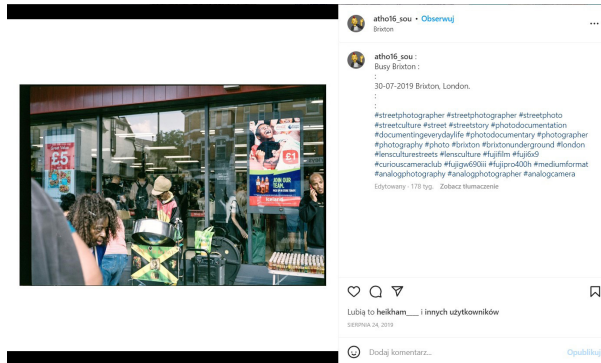 atho16_sou • Obserwuj
Brixton
atho16_sou :
Busy Brixton :
:
30-07-2019 Brixton, London.
:
:
#streetphotographer #streetphotographer #streetphoto
#streetculture #street #streetstory #photodocumentation
#documentingeverydaylife #photodocumentary #photographer
#photography #photo #brixton #brixtonunderground #london
#lensculturestreets #lensculture #fujifilm #fuji6x9
#curiouscameraclub #fujigw690iii #fujipro400h #mediumformat
#analogphotography #analogphotographer #analogcamera
Edytowany · 178 tyg. Zobacz tłumaczenie
£5
£1
JOIN OUR
TEAM.
Lubią to heikham___ i innych użytkowników
SIERPNIA 24, 2019
Dodaj komentarz...
Opublikuj